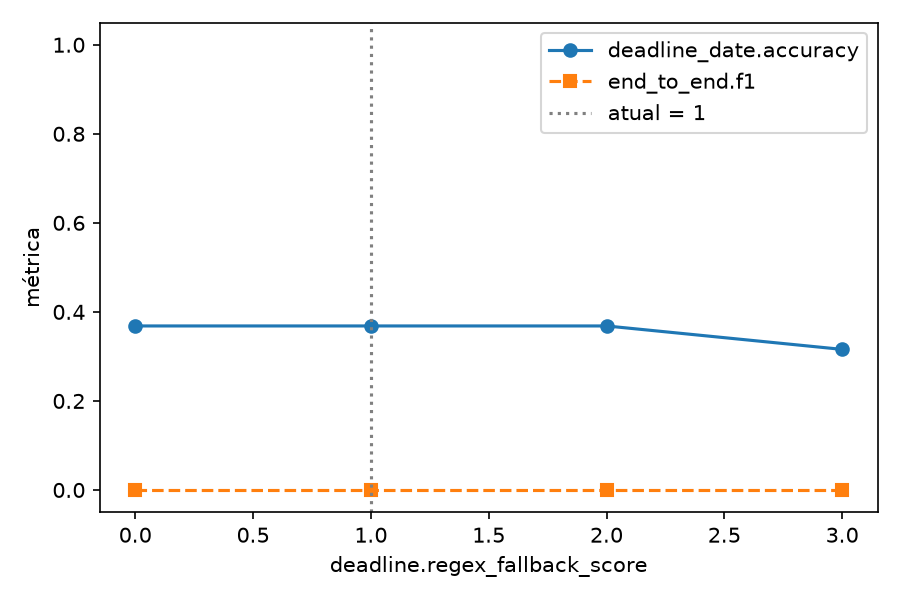 deadline_date.accuracy
end_to_end.f1
atual = 1
1.0
0.8
0.6
0.4
0.2
0.0
métrica
0.0 0.5 1.0 1.5 2.0 2.5 3.0
deadline.regex_fallback_score